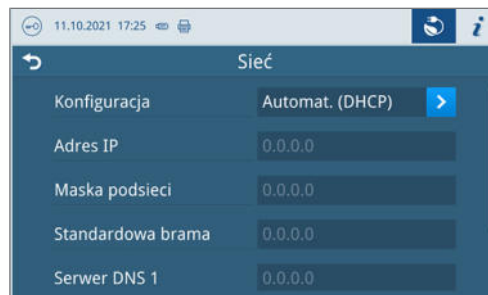 11.10.2021 17:25
i
Sieć
Konfiguracja Automat. (DHCP)
Adres IP 0.0.0.0
Maska podsieci 0.0.0.0
Standardowa brama 0.0.0.0
Serwer DNS 1 0.0.0.0